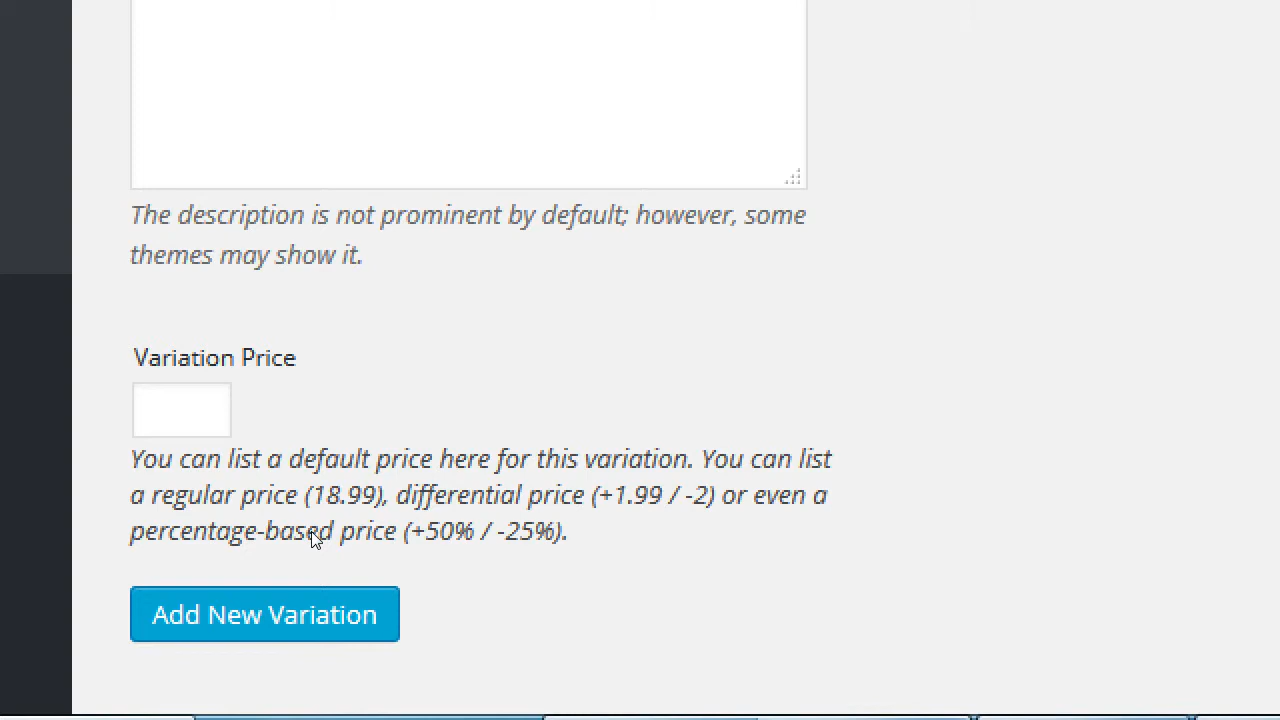 The description is not prominent by default; however, some
themes may show it.
Variation Price
You can list a default price here for this variation. You can list
a regular price (18.99), differential price (+1.99 / -2) or even a
percentage-based price (+50% / -25%).
Add New Variation